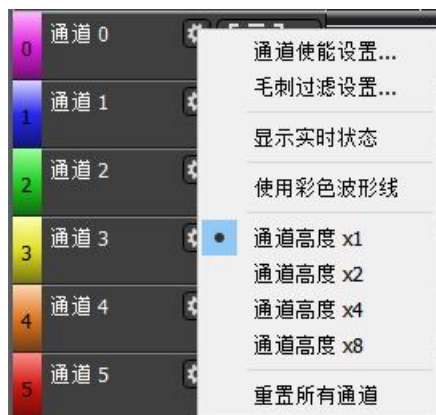 0 通道 0
1 通道 1
2 通道 2
3 通道 3
4 通道 4
5 通道 5
通道使能设置...
毛刺过滤设置...
显示实时状态
使用彩色波形线
通道高度 x1
通道高度 x2
通道高度 x4
通道高度 x8
重置所有通道